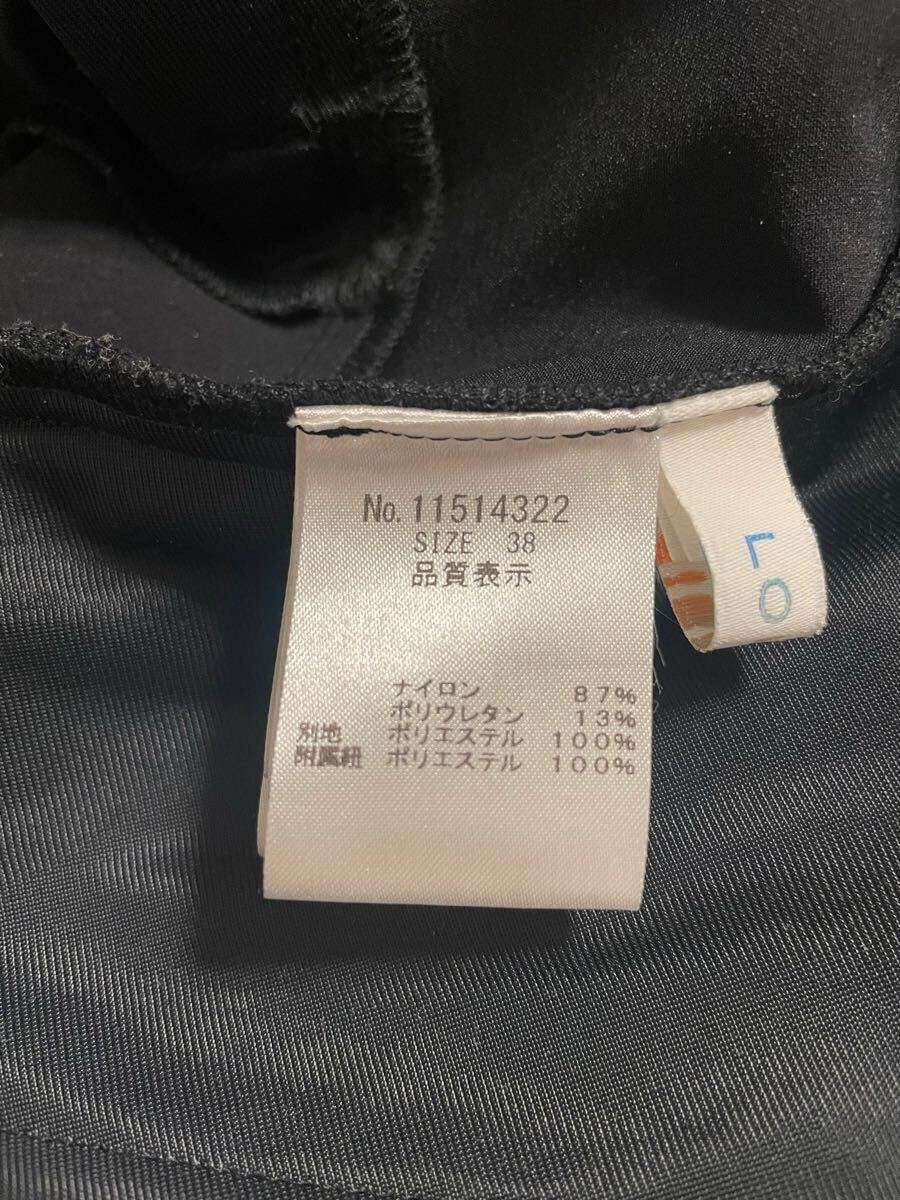 No. 11514322
SIZE 38
品質表示
ナイロン 87%
ポリウレタン 13%
別地 ポリエステル 100%
附属紐 ポリエステル 100%
LO